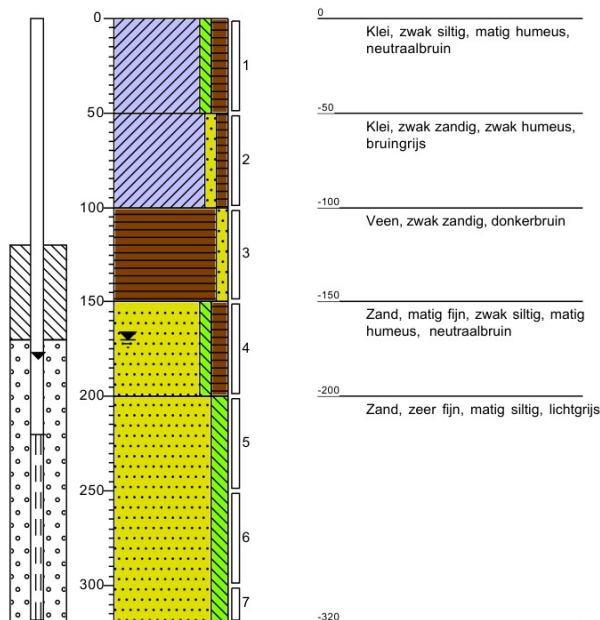 0
50
100
150
200
250
300
1
2
3
4
5
6
7
0
Klei, zwak siltig, matig humeus,
neutraalbruin
-50
Klei, zwak zandig, zwak humeus,
bruingrijs
-100
Veen, zwak zandig, donkerbruin
-150
Zand, matig fijn, zwak siltig, matig
humeus, neutraalbruin
-200
Zand, zeer fijn, matig siltig, lichtgrijs
-320